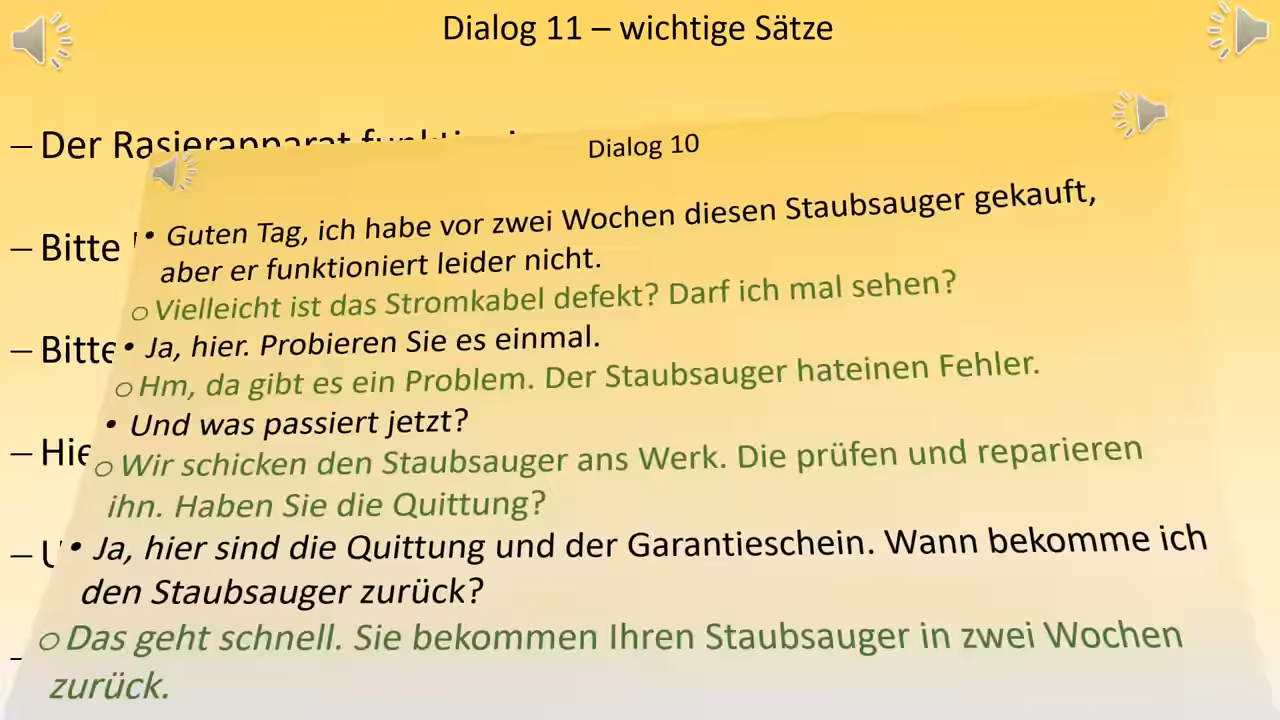 Dialog 11 – wichtige Sätze
– Der Rasierapparat
Dialog 10
– Bitte
• Guten Tag, ich habe vor zwei Wochen diesen Staubsauger gekauft,
aber er funktioniert leider nicht.
o Vielleicht ist das Stromkabel defekt? Darf ich mal sehen?
– Bitte
• Ja, hier. Probieren Sie es einmal.
o Hm, da gibt es ein Problem. Der Staubsauger hateinen Fehler.
• Und was passiert jetzt?
–
o Wir schicken den Staubsauger ans Werk. Die prüfen und reparieren
ihn. Haben Sie die Quittung?
–
• Ja, hier sind die Quittung und der Garantieschein. Wann bekomme ich
den Staubsauger zurück?
–
o Das geht schnell. Sie bekommen Ihren Staubsauger in zwei Wochen
zurück.